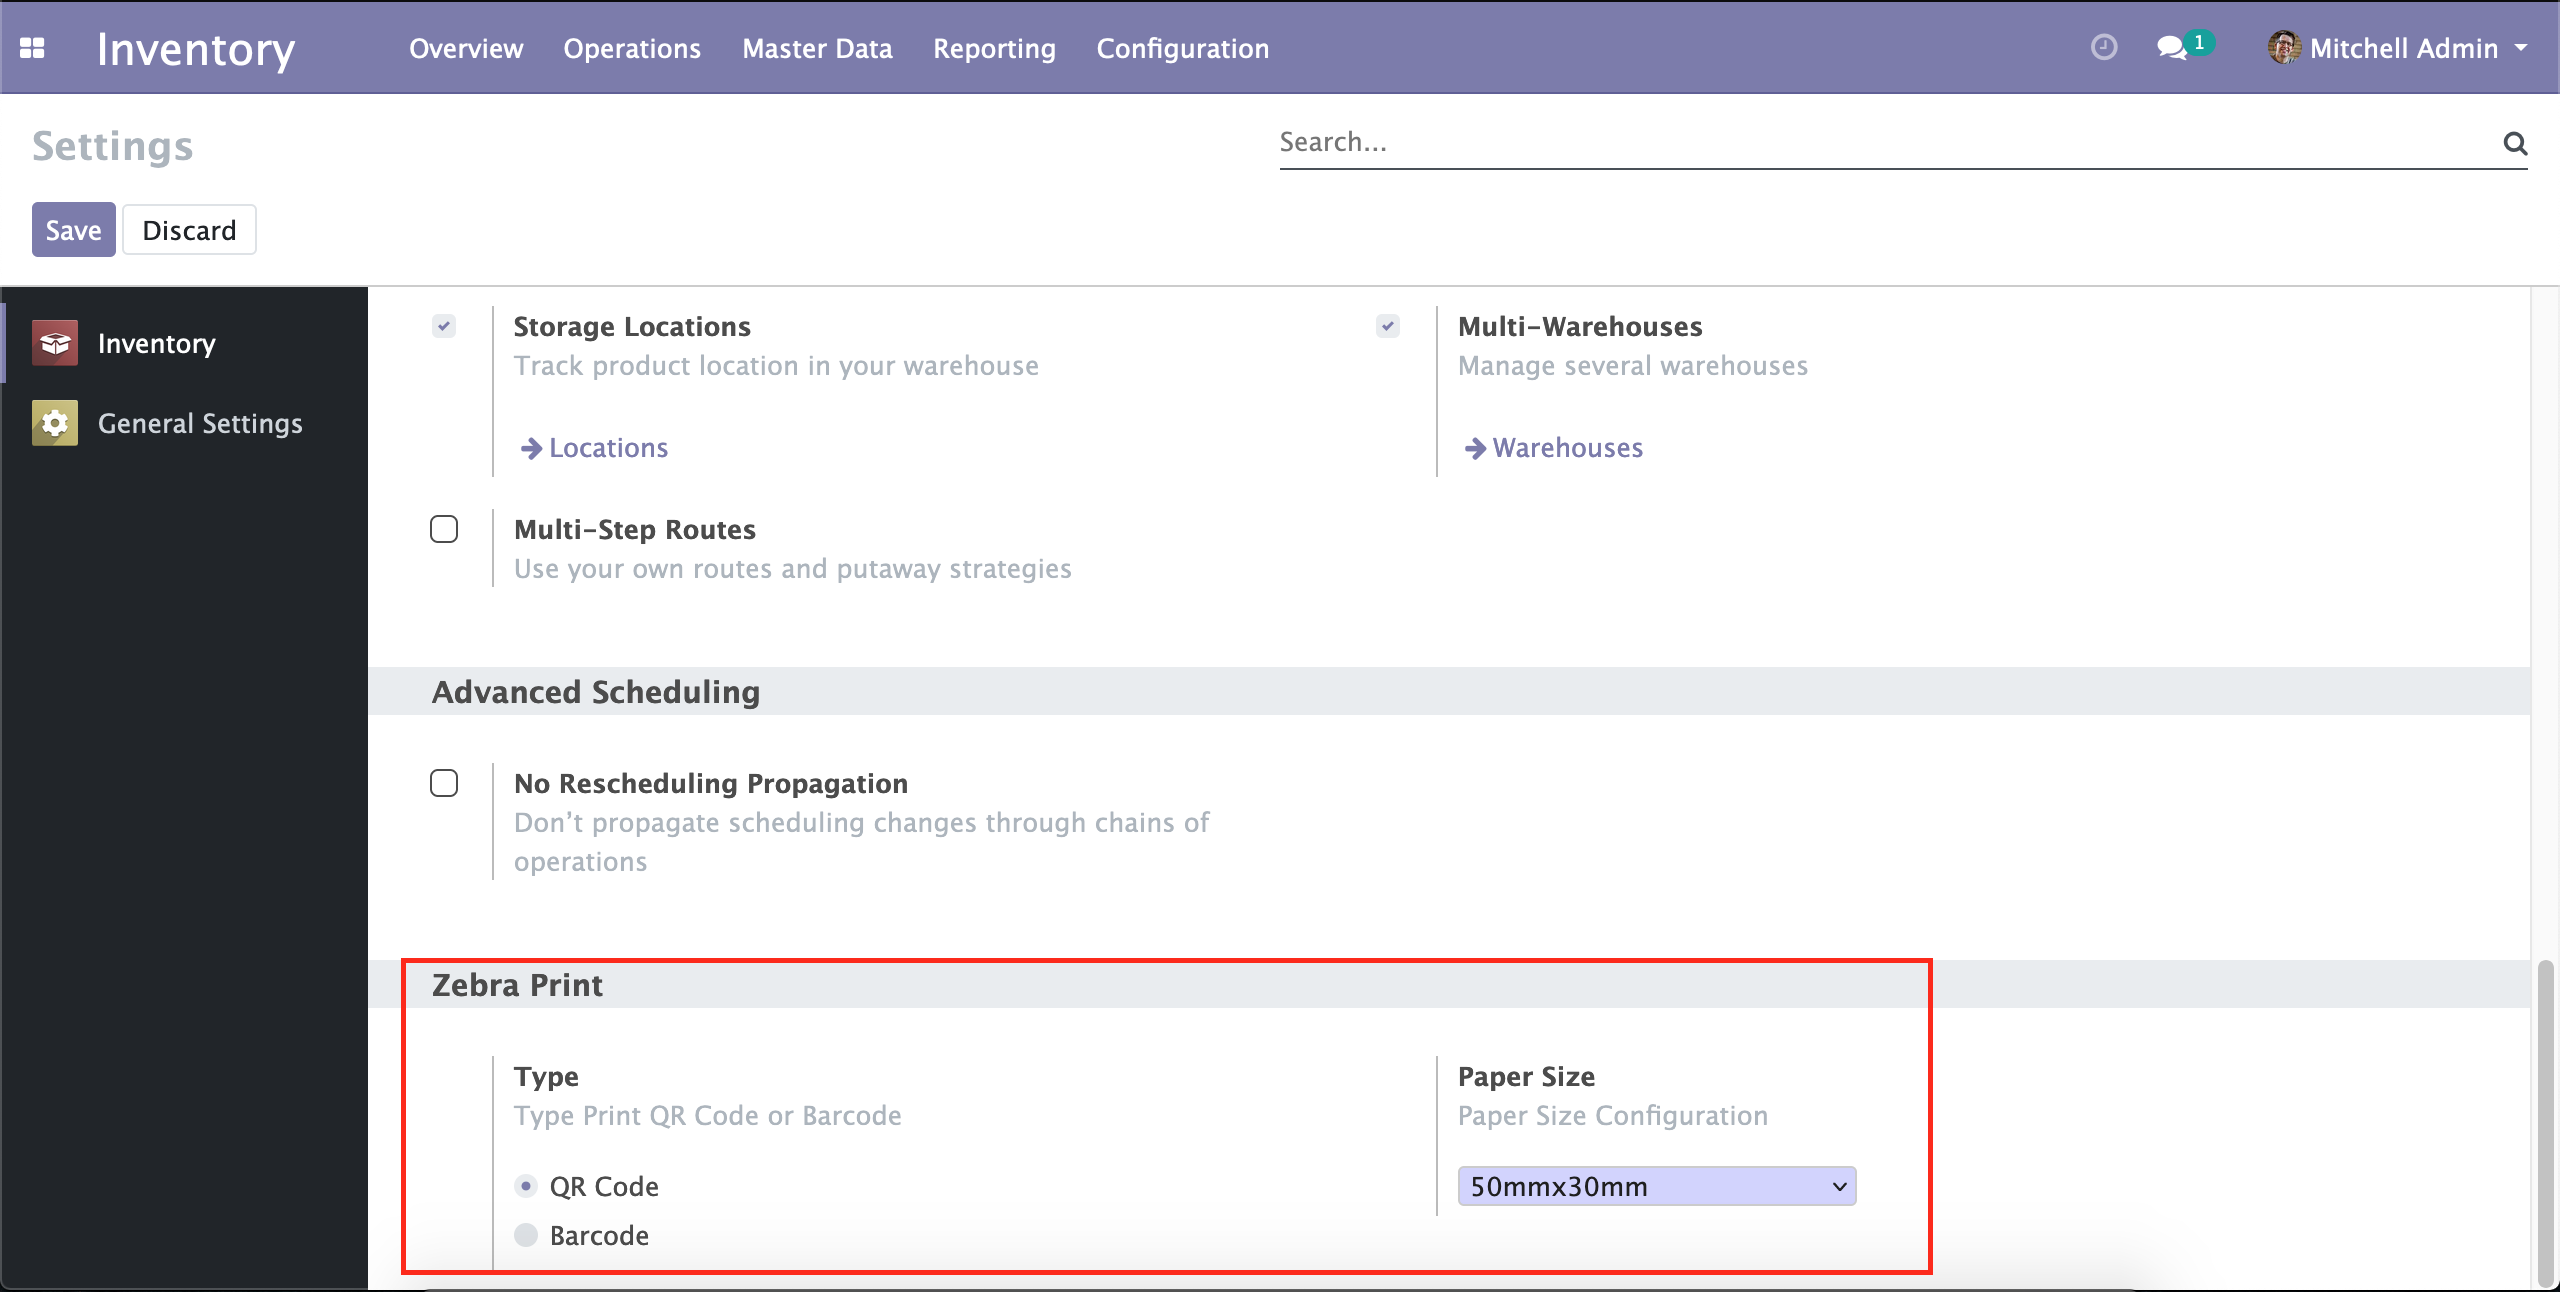 Inventory
Overview
Operations
Master Data
Reporting
Configuration
1
Mitchell Admin
Settings
Search...
Save
Discard
Inventory
General Settings
Storage Locations
Track product location in your warehouse
Locations
Multi-Warehouses
Manage several warehouses
Warehouses
Multi-Step Routes
Use your own routes and putaway strategies
Advanced Scheduling
No Rescheduling Propagation
Don’t propagate scheduling changes through chains of
operations
Zebra Print
Type
Type Print QR Code or Barcode
QR Code
Barcode
Paper Size
Paper Size Configuration
50mmx30mm